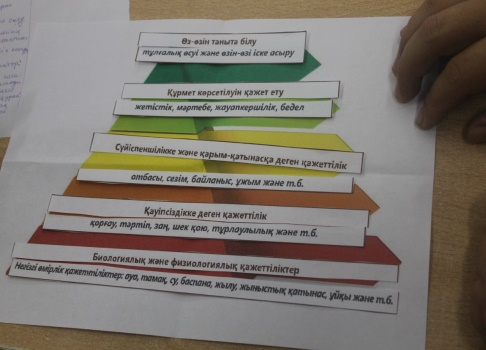 Өз-өзін таныта білу
тұлғалық өсуі және өзін-өзі іске асыру
Құрмет көрсетілуін қажет ету
жетістік, мәртебе, жауапкершілік, бедел
Сүйіспеншілікке және қарым-қатынасқа деген қажеттілік
отбасы, сезім, байланыс, ұжым және т.б.
Қауіпсіздікке деген қажеттілік
қорғау, тәртіп, заң, шек қою, тұрлаулылық және т.б.
Биологиялық және физиологиялық қажеттіліктер
Негізгі өмірлік қажеттіліктер: ауа, тамақ, су, баспана, жылу, жыныстық қатынас, ұйқы және т.б.